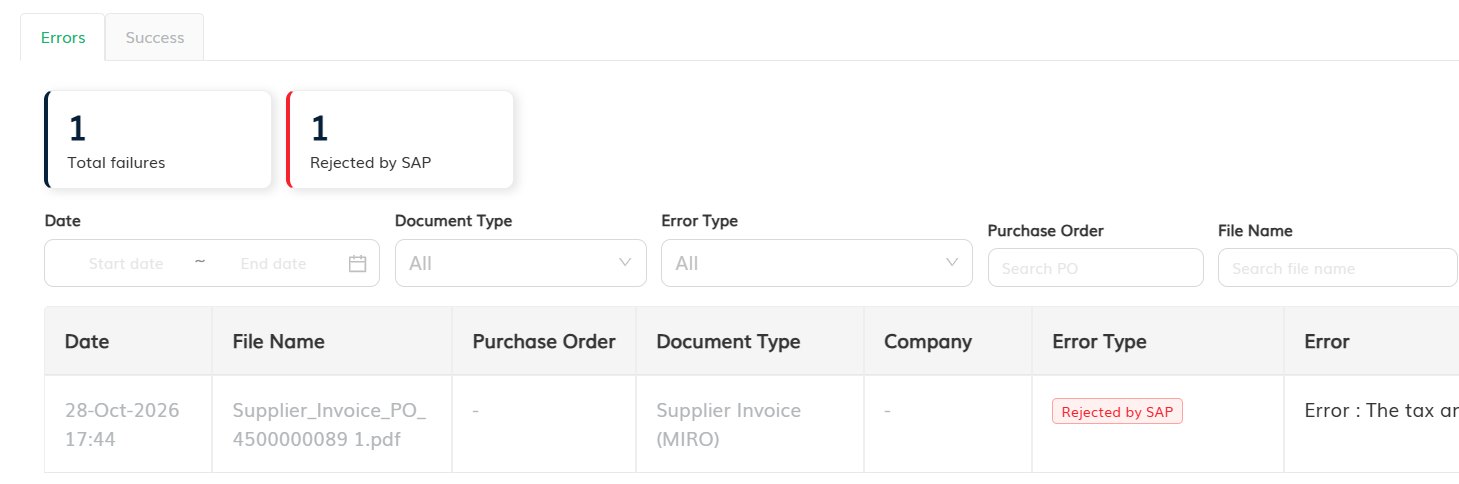 Errors
Success
1
Total failures
1
Rejected by SAP
Date
Document Type
Error Type
Purchase Order
File Name
Start date ~ End date
All
All
Search PO
Search file name
Date
File Name
Purchase Order
Document Type
Company
Error Type
Error
28-Oct-2026
17:44
Supplier_Invoice_PO_
4500000089 1.pdf
-
Supplier Invoice
(MIRO)
-
Rejected by SAP
Error : The tax